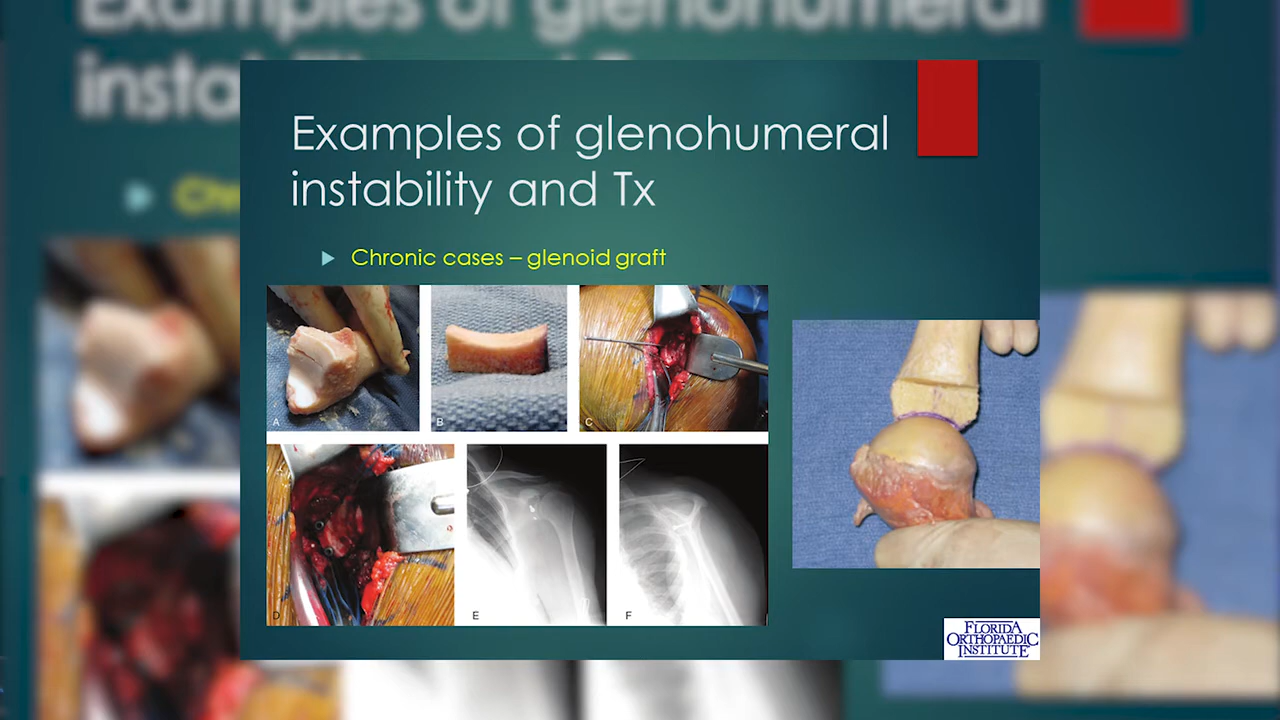 Examples of glenohumeral
instability and Tx
Chronic cases – glenoid graft
A
B
C
D
E
F
FLORIDA
ORTHOPAEDIC
INSTITUTE